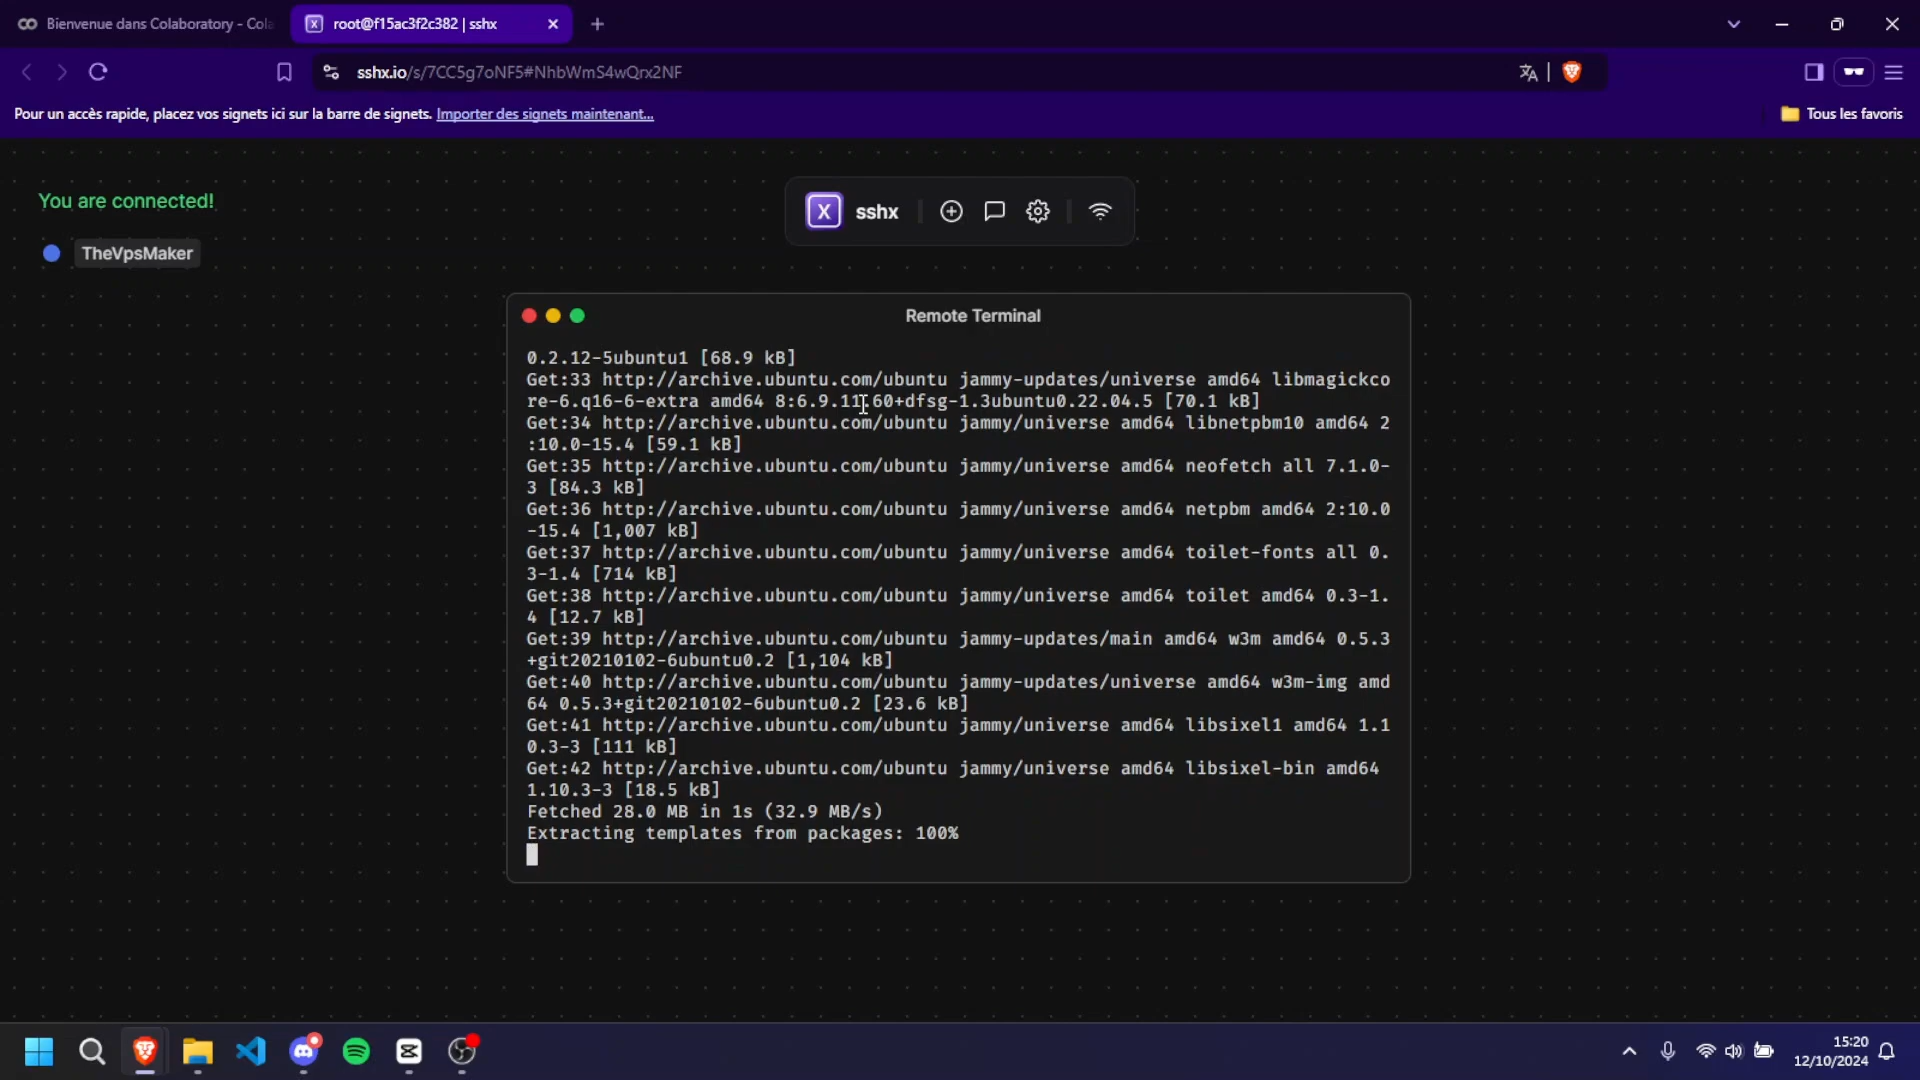 Bienvenue dans Colaboratory - Cola
root@f15ac3f2c382 | sshx
sshx.io/s/7CC5g7oNF5#NhbWmS4wQrx2NF
Pour un accès rapide, placez vos signets ici sur la barre de signets. Importer des signets maintenant...
Tous les favoris
You are connected!
TheVpsMaker
X sshx
Remote Terminal
0.2.12-5ubuntu1 [68.9 kB]
Get:33 http://archive.ubuntu.com/ubuntu jammy-updates/universe amd64 libmagickco
re-6.q16-6-extra amd64 8:6.9.11.60+dfsg-1.3ubuntu0.22.04.5 [70.1 kB]
Get:34 http://archive.ubuntu.com/ubuntu jammy/universe amd64 libnetpbm10 amd64 2
:10.0-15.4 [59.1 kB]
Get:35 http://archive.ubuntu.com/ubuntu jammy/universe amd64 neofetch all 7.1.0-
3 [84.3 kB]
Get:36 http://archive.ubuntu.com/ubuntu jammy/universe amd64 netpbm amd64 2:10.0
-15.4 [1,007 kB]
Get:37 http://archive.ubuntu.com/ubuntu jammy/universe amd64 toilet-fonts all 0.
3-1.4 [714 kB]
Get:38 http://archive.ubuntu.com/ubuntu jammy/universe amd64 toilet amd64 0.3-1.
4 [12.7 kB]
Get:39 http://archive.ubuntu.com/ubuntu jammy-updates/main amd64 w3m amd64 0.5.3
+git20210102-6ubuntu0.2 [1,104 kB]
Get:40 http://archive.ubuntu.com/ubuntu jammy-updates/universe amd64 w3m-img amd
64 0.5.3+git20210102-6ubuntu0.2 [23.6 kB]
Get:41 http://archive.ubuntu.com/ubuntu jammy/universe amd64 libsixel1 amd64 1.1
0.3-3 [111 kB]
Get:42 http://archive.ubuntu.com/ubuntu jammy/universe amd64 libsixel-bin amd64
1.10.3-3 [18.5 kB]
Fetched 28.0 MB in 1s (32.9 MB/s)
Extracting templates from packages: 100%
15:20
12/10/2024